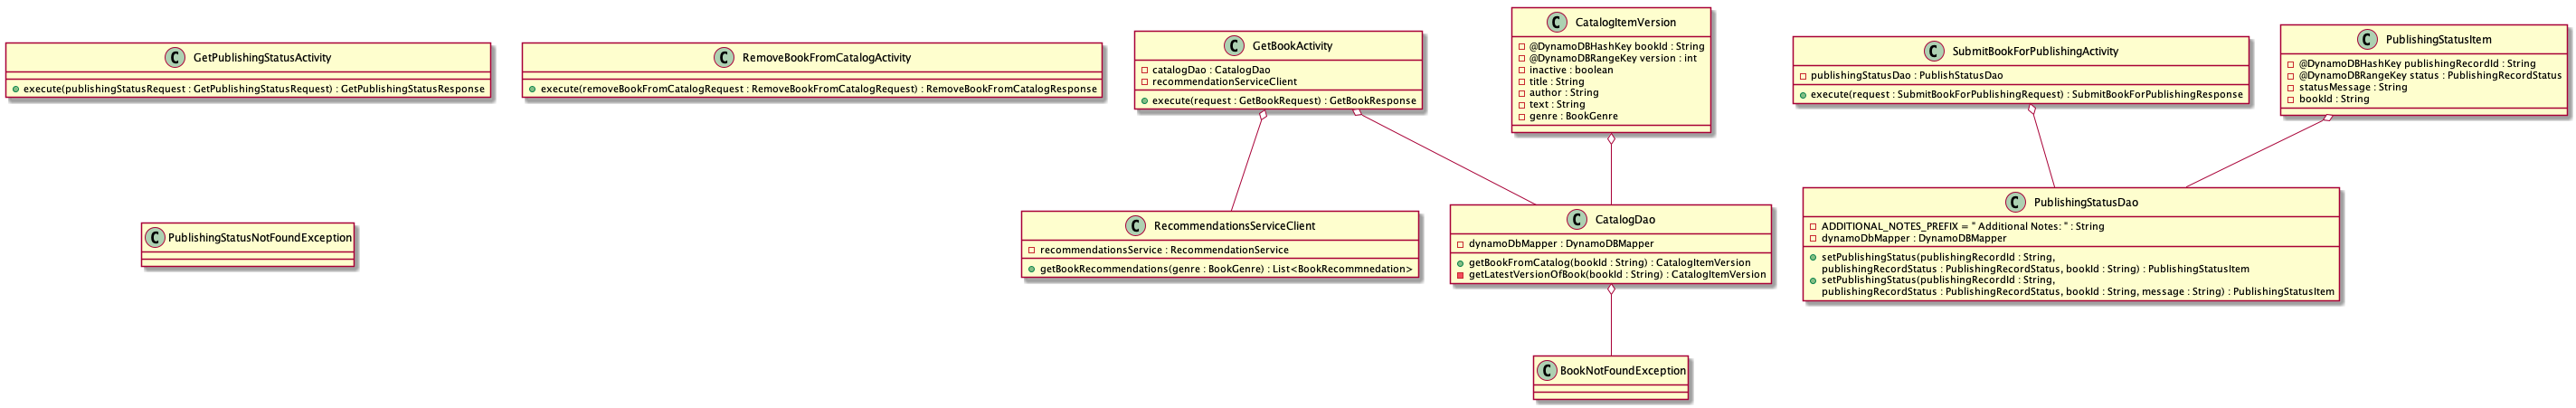 C GetPublishingStatusActivity
execute(publishingStatusRequest : GetPublishingStatusRequest) : GetPublishingStatusResponse
C RemoveBookFromCatalogActivity
execute(removeBookFromCatalogRequest : RemoveBookFromCatalogRequest) : RemoveBookFromCatalogResponse
C GetBookActivity
catalogDao : CatalogDao
recommendationServiceClient
execute(request : GetBookRequest) : GetBookResponse
C CatalogItemVersion
@DynamoDBHashKey bookId : String
@DynamoDBRangeKey version : int
inactive : boolean
title : String
author : String
text : String
genre : BookGenre
C SubmitBookForPublishingActivity
publishingStatusDao : PublishStatusDao
execute(request : SubmitBookForPublishingRequest) : SubmitBookForPublishingResponse
C PublishingStatusItem
@DynamoDBHashKey publishingRecordId : String
@DynamoDBRangeKey status : PublishingRecordStatus
statusMessage : String
bookId : String
C PublishingStatusNotFoundException
C RecommendationsServiceClient
recommendationsService : RecommendationService
getBookRecommendations(genre : BookGenre) : List<BookRecommnedation>
C CatalogDao
dynamoDbMapper : DynamoDBMapper
getBookFromCatalog(bookId : String) : CatalogItemVersion
getLatestVersionOfBook(bookId : String) : CatalogItemVersion
C PublishingStatusDao
ADDITIONAL_NOTES_PREFIX = " Additional Notes: " : String
dynamoDbMapper : DynamoDBMapper
setPublishingStatus(publishingRecordId : String,
publishingRecordStatus : PublishingRecordStatus, bookId : String) : PublishingStatusItem
setPublishingStatus(publishingRecordId : String,
publishingRecordStatus : PublishingRecordStatus, bookId : String, message : String) : PublishingStatusItem
C BookNotFoundException